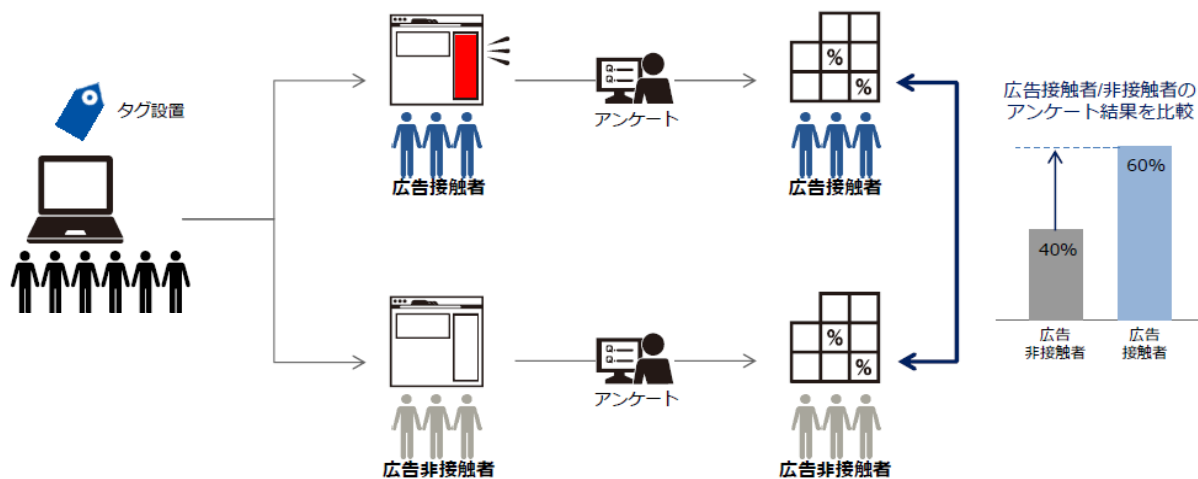 タグ設置
Q.
Q.
アンケート
広告接触者
%
%
広告接触者
Q.
Q.
アンケート
広告非接触者
%
%
広告非接触者
広告接触者/非接触者の
アンケート結果を比較
60%
40%
広告
非接触者
広告
接触者